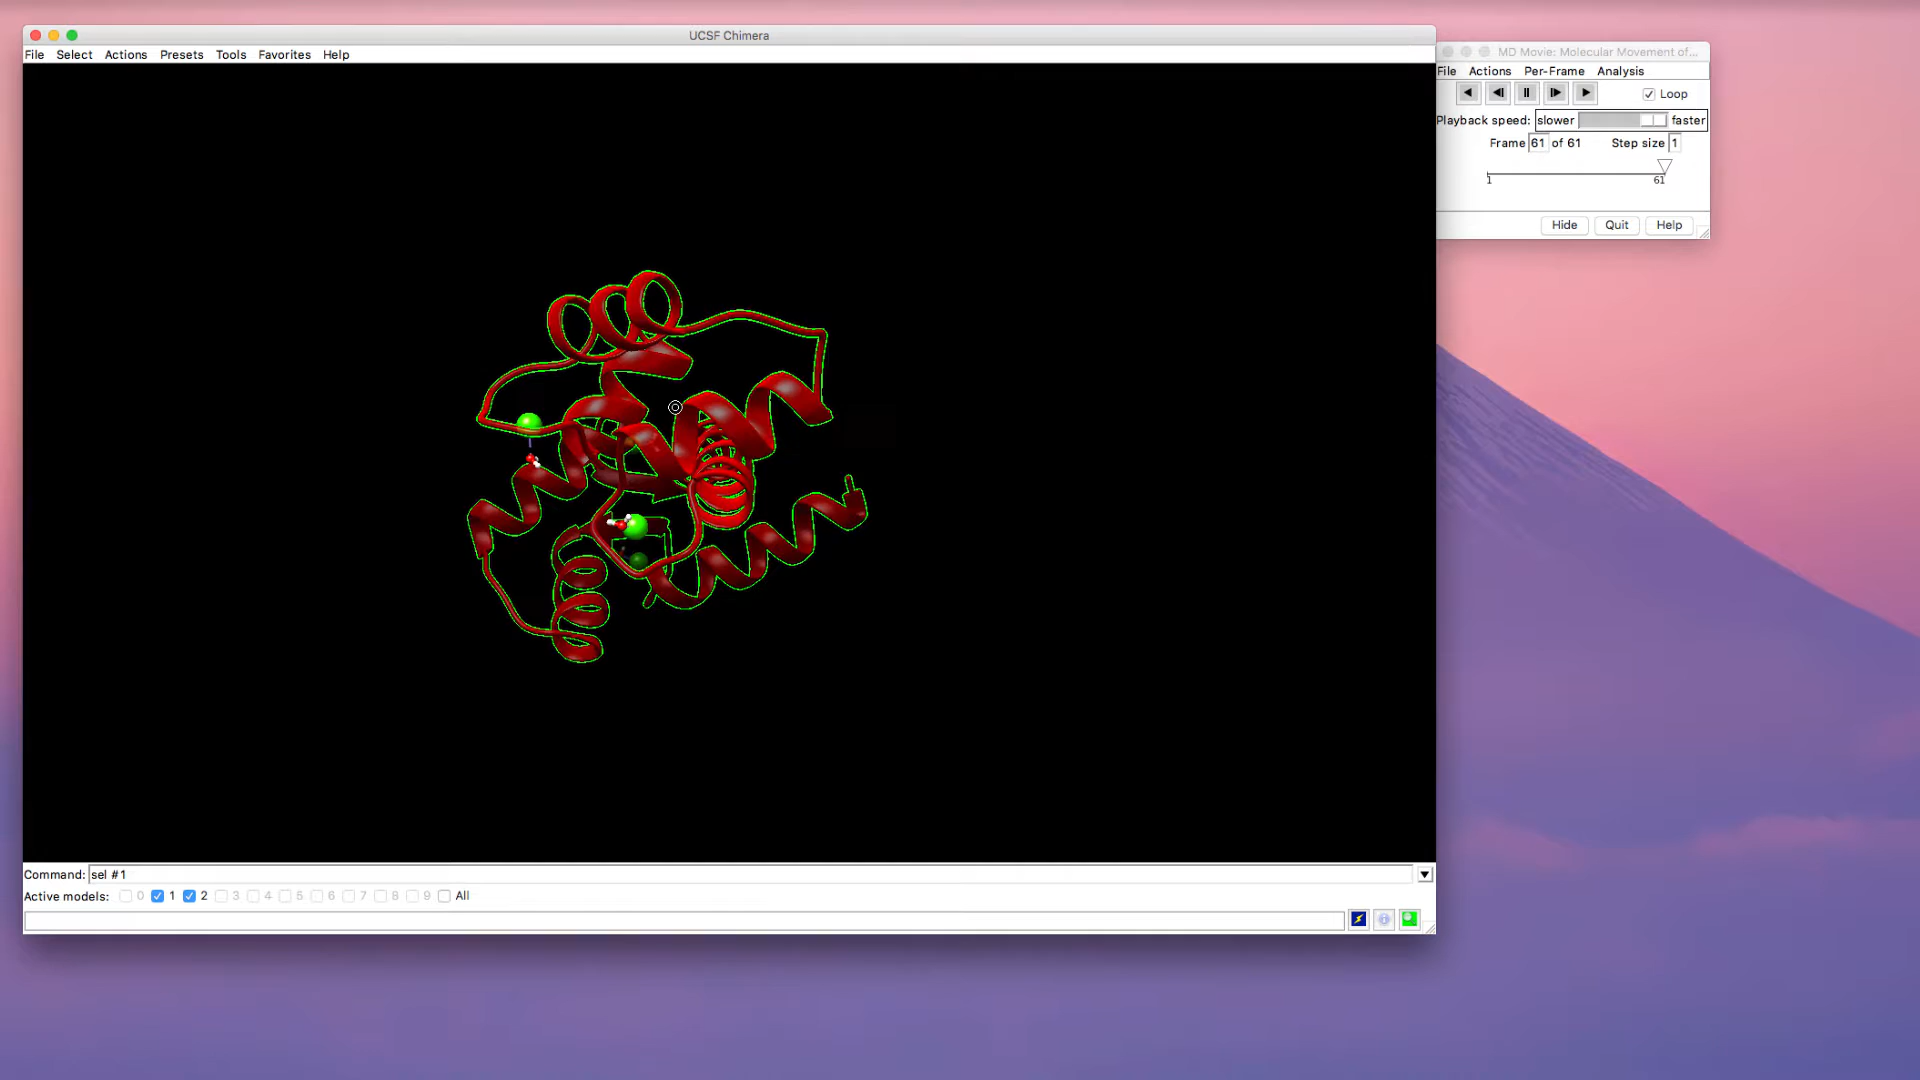 UCSF Chimera
File Select Actions Presets Tools Favorites Help
MD Movie: Molecular Movement of...
File Actions Per-Frame Analysis
Loop
Playback speed: slower faster
Frame 61 of 61 Step size 1
1 61
Hide Quit Help
Command: sel #1
Active models: 0 1 2 3 4 5 6 7 8 9 All